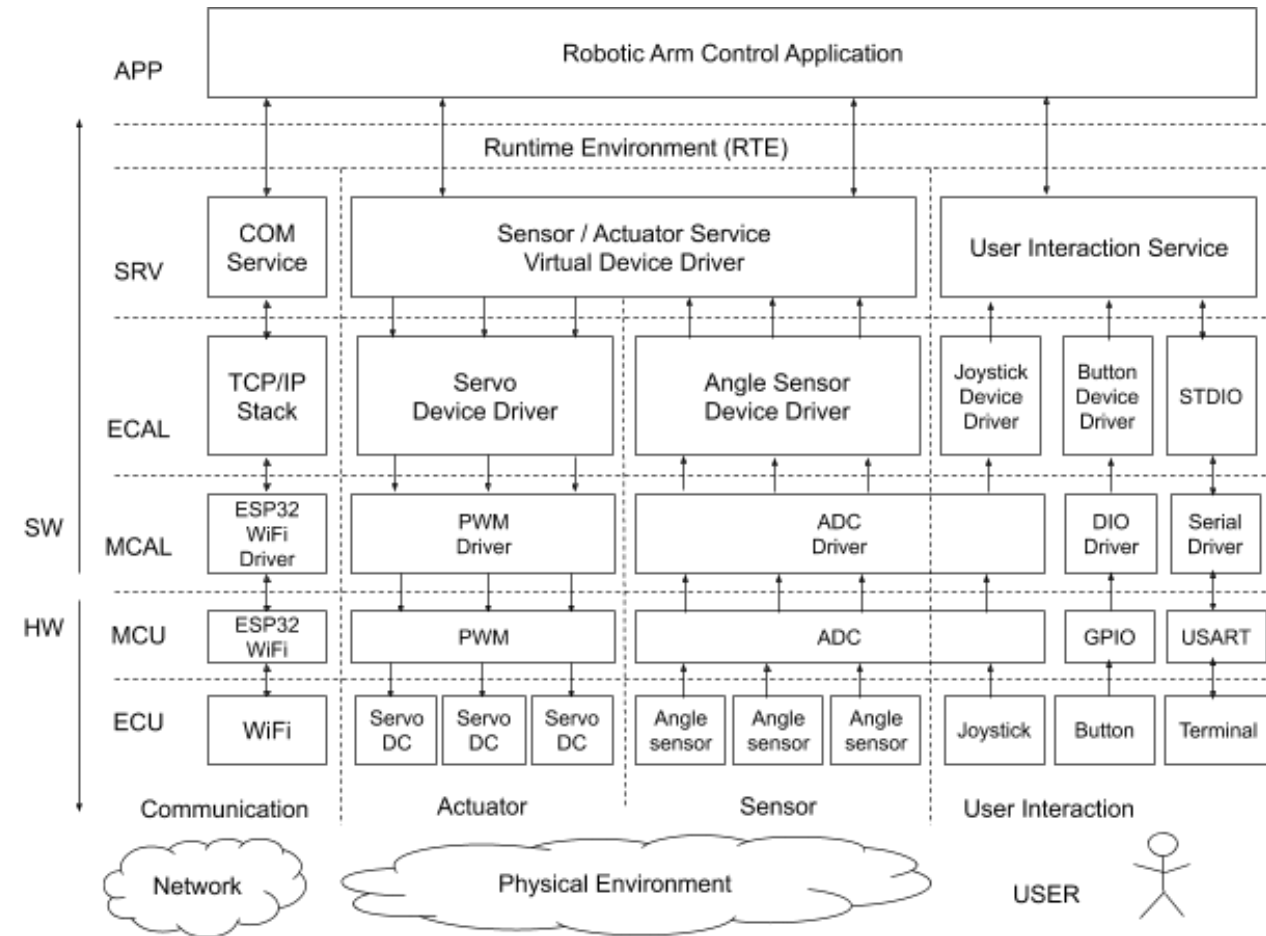 Robotic Arm Control Application
APP
Runtime Environment (RTE)
COM
Service
Sensor / Actuator Service
Virtual Device Driver
User Interaction Service
SRV
TCP/IP
Stack
Servo
Device Driver
Angle Sensor
Device Driver
Joystick
Device
Driver
Button
Device
Driver
STDIO
ECAL
SW
ESP32
WiFi
Driver
PWM
Driver
ADC
Driver
DIO
Driver
Serial
Driver
MCAL
HW
MCU
ESP32
WiFi
PWM
ADC
GPIO
USART
ECU
WiFi
Servo
DC
Servo
DC
Servo
DC
Angle
sensor
Angle
sensor
Angle
sensor
Joystick
Button
Terminal
Communication
Actuator
Sensor
User Interaction
Network
Physical Environment
USER